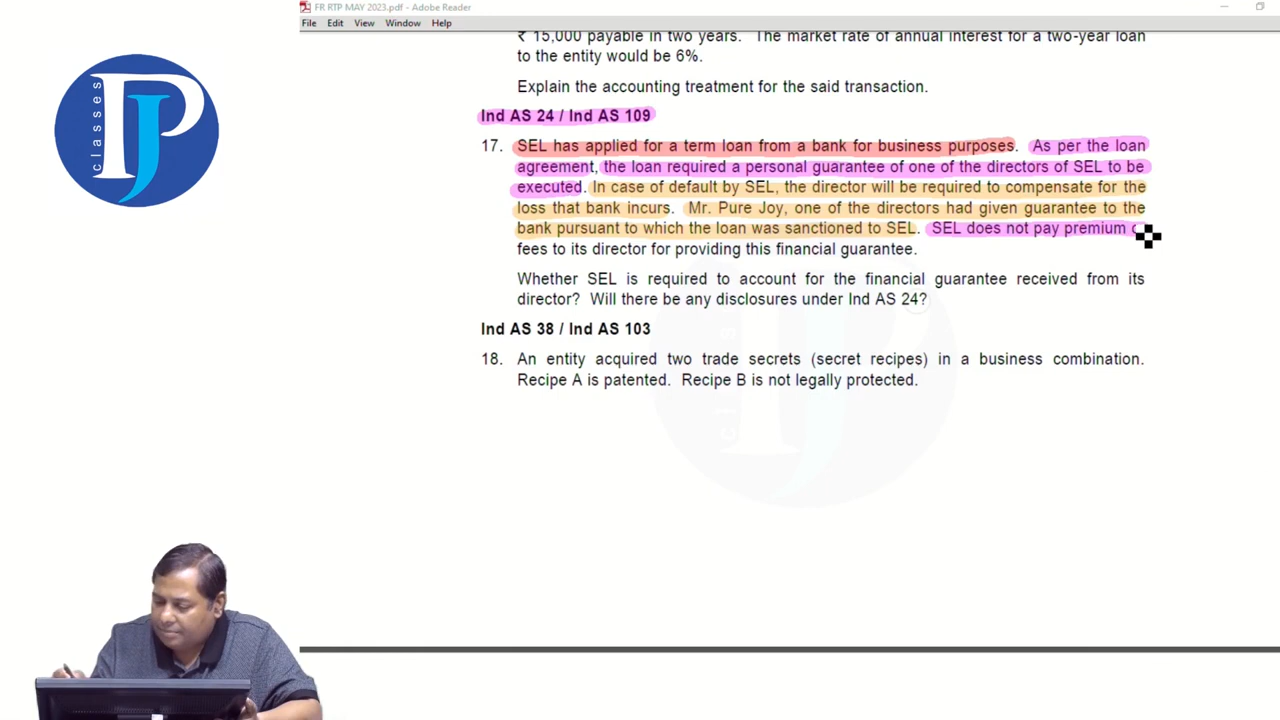 FR RTP MAY 2023.pdf - Adobe Reader
File Edit View Window Help
₹ 15,000 payable in two years. The market rate of annual interest for a two-year loan
to the entity would be 6%.
Explain the accounting treatment for the said transaction.
Ind AS 24 / Ind AS 109
17. SEL has applied for a term loan from a bank for business purposes. As per the loan
agreement, the loan required a personal guarantee of one of the directors of SEL to be
executed. In case of default by SEL, the director will be required to compensate for the
loss that bank incurs. Mr. Pure Joy, one of the directors had given guarantee to the
bank pursuant to which the loan was sanctioned to SEL. SEL does not pay premium
fees to its director for providing this financial guarantee.
Whether SEL is required to account for the financial guarantee received from its
director? Will there be any disclosures under Ind AS 24?
Ind AS 38 / Ind AS 103
18. An entity acquired two trade secrets (secret recipes) in a business combination.
Recipe A is patented. Recipe B is not legally protected.
PJ
classes